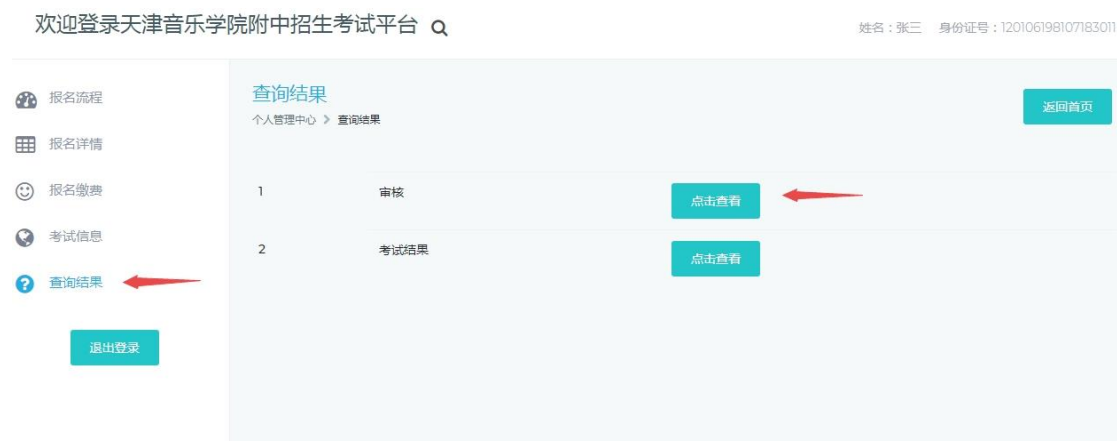 欢迎登录天津音乐学院附中招生考试平台
姓名：张三 身份证号：120106198107183011
报名流程
报名详情
报名缴费
考试信息
查询结果
退出登录
查询结果
返回首页
个人管理中心 > 查询结果
1 审核 点击查看
2 考试结果 点击查看